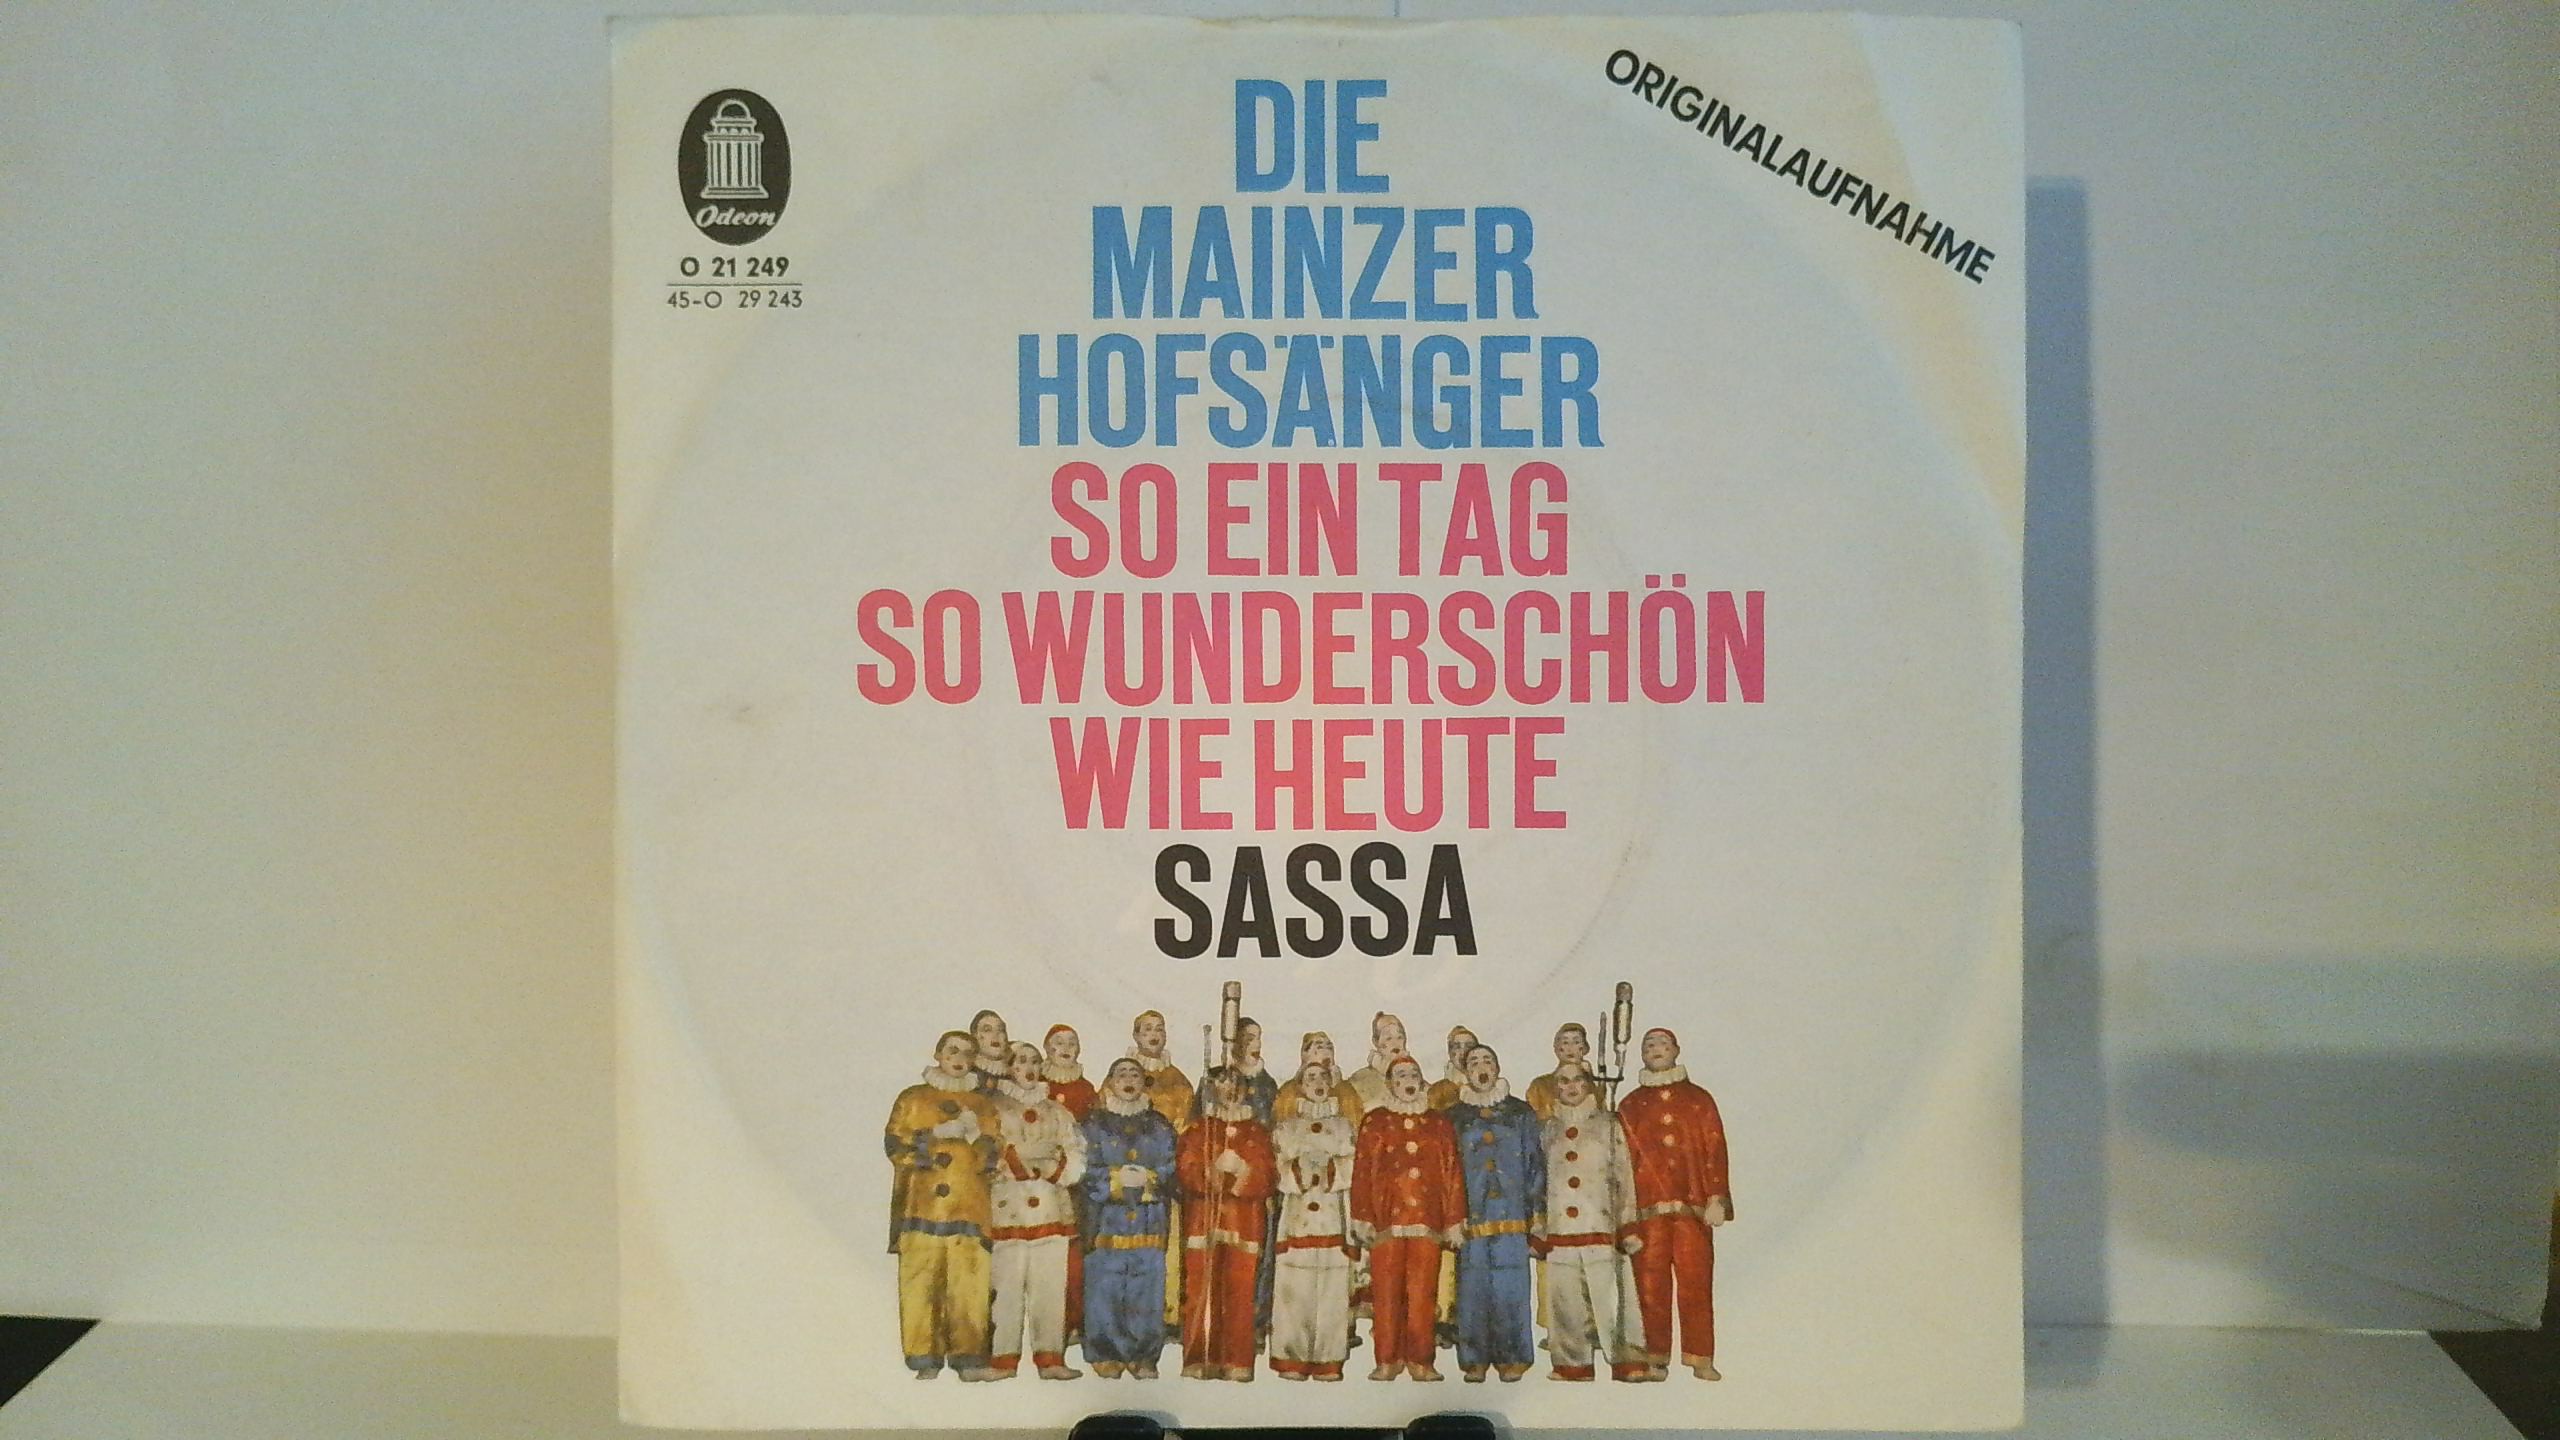 Odeon
O 21 249
45-O 29 243
ORIGINALAUFNAHME
DIE
MAINZER
HOFSÄNGER
SO EIN TAG
SO WUNDERSCHÖN
WIE HEUTE
SASSA